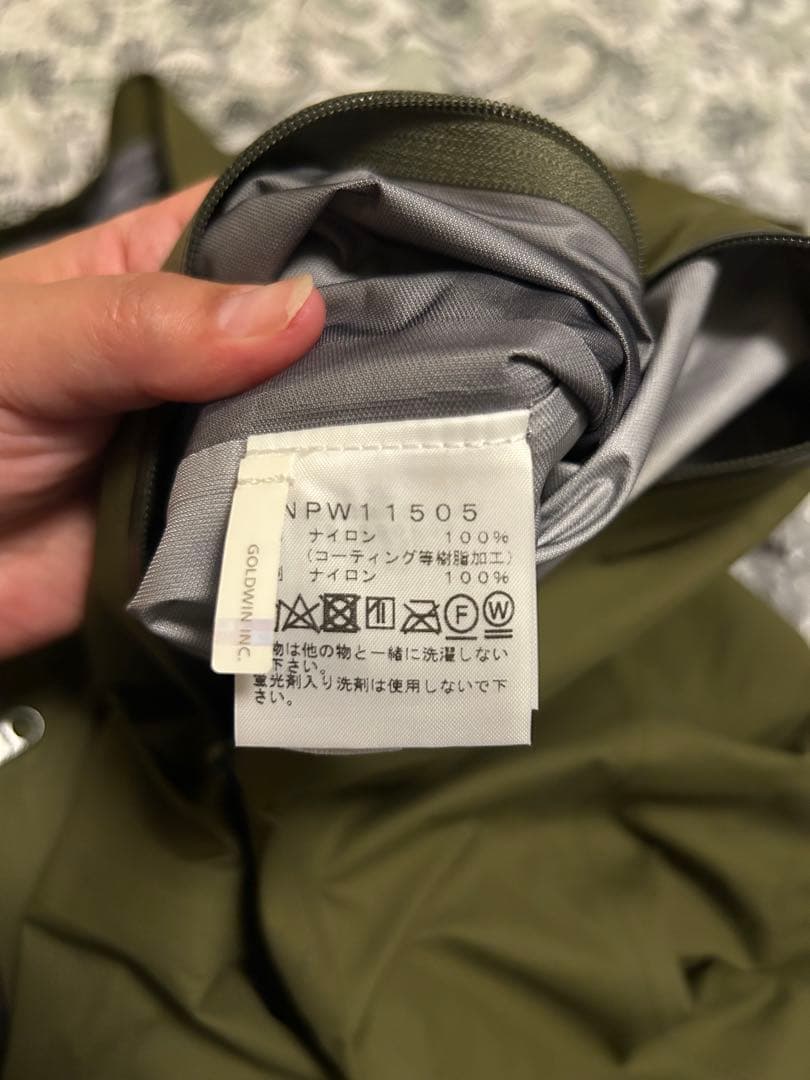 NPW11505
ナイロン 100%
(コーティング等樹脂加工)
ナイロン 100%
F W
物は他の物と一緒に洗濯しない
下さい。
蛍光剤入り洗剤は使用しないで下
さい。
GOLDWIN INC.